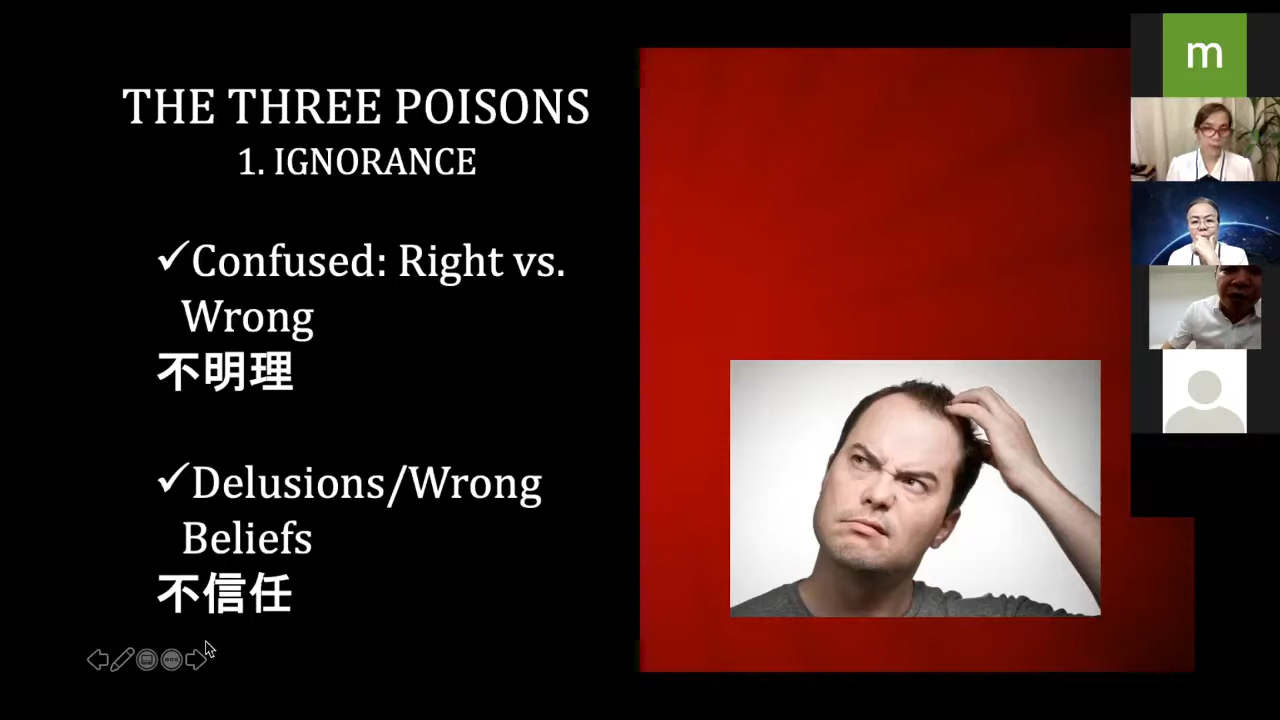 THE THREE POISONS
1. IGNORANCE
✓Confused: Right vs.
Wrong
不明理
✓Delusions/Wrong
Beliefs
不信任
m